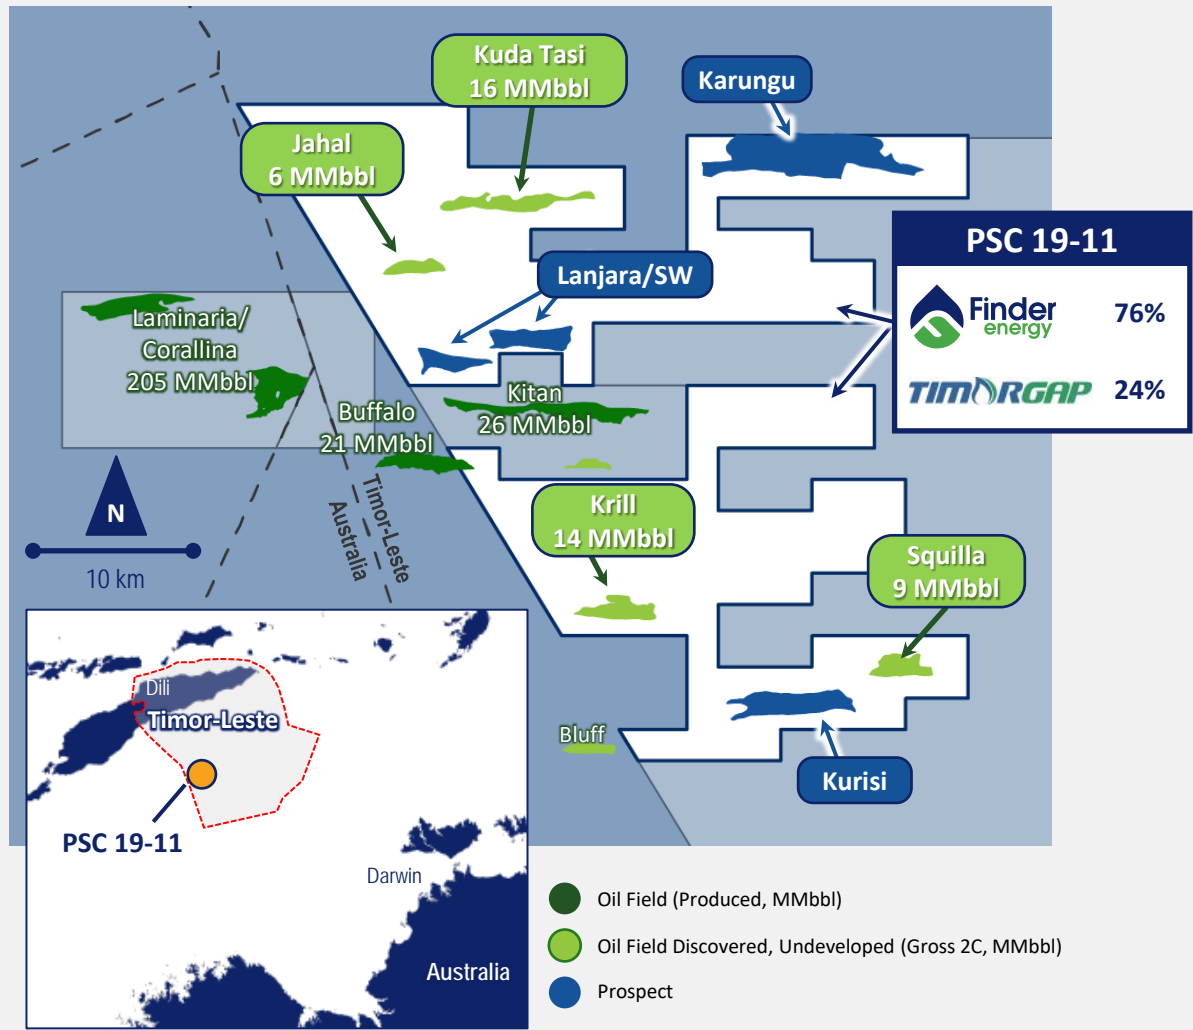 Kuda Tasi
16 MMbbl
Karungu
Jahal
6 MMbbl
PSC 19-11
Finder
energy
76%
TIMORGAP
24%
Lanjara/SW
Laminaria/
Corallina
205 MMbbl
Kitan
26 MMbbl
Buffalo
21 MMbbl
Timor-Leste
Australia
N
10 km
Krill
14 MMbbl
Squilla
9 MMbbl
Bluff
Kurisi
Dili
Timor-Leste
PSC 19-11
Darwin
Australia
Oil Field (Produced, MMbbl)
Oil Field Discovered, Undeveloped (Gross 2C, MMbbl)
Prospect